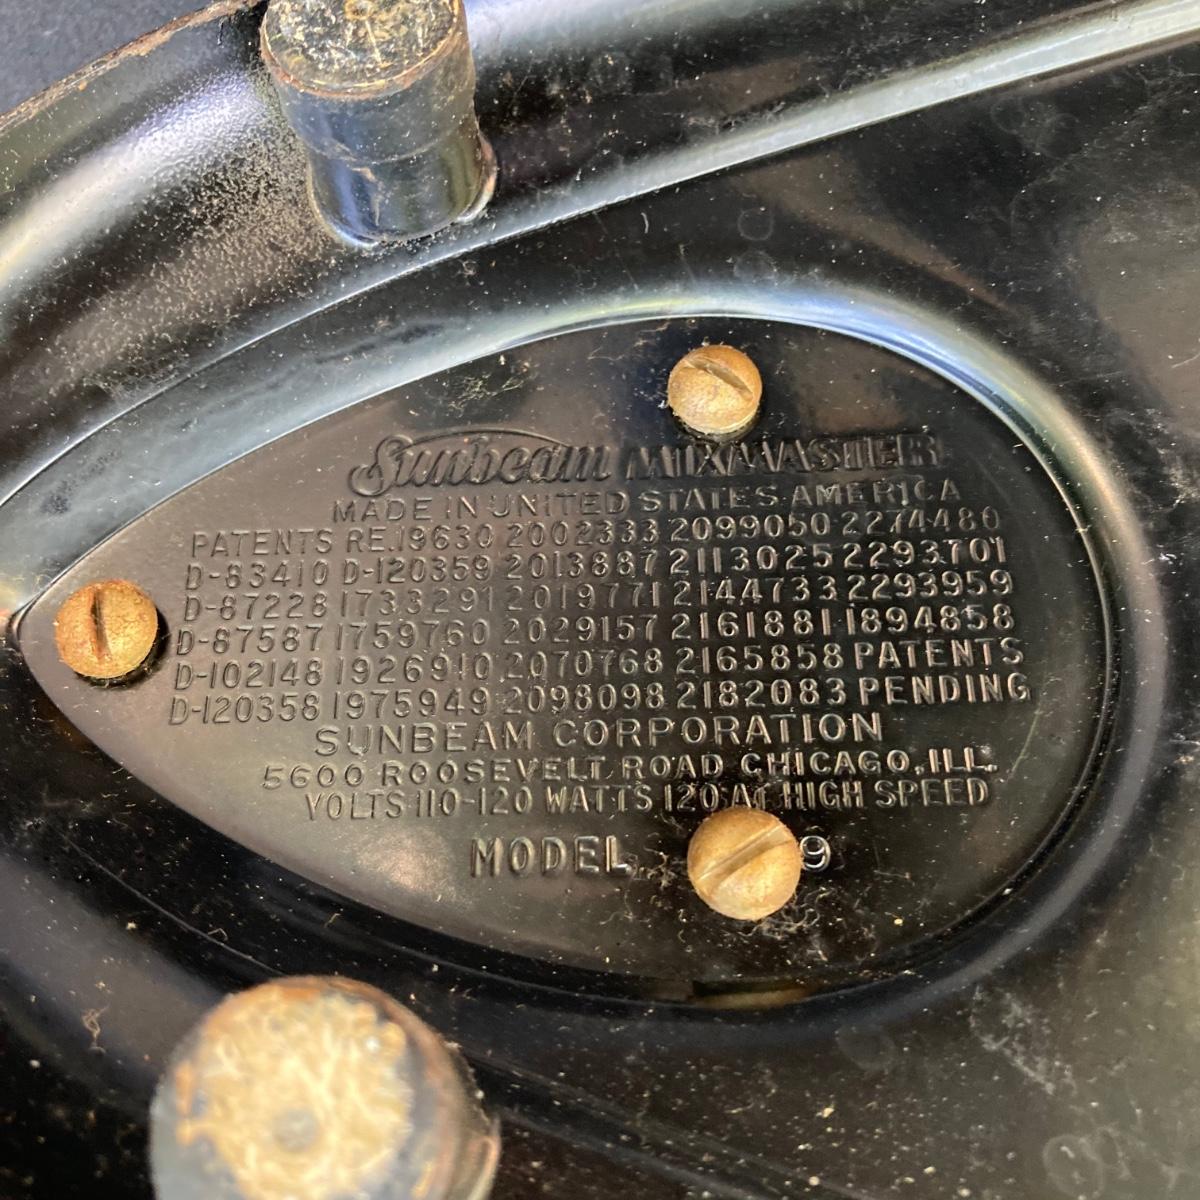 Sunbeam MIXMASTER
MADE IN UNITED STATES AMERICA
PATENTS RE.19630 2002333 2099050 2274480
D-83410 D-120359 2013887 2113025 2293701
D-87228 1733291 2019771 2144733 2293959
D-87587 1759760 2029157 2161881 1894858
D-102148 1926910 2070768 2165858 PATENTS
D-120358 1975949 2098098 2182083 PENDING
SUNBEAM CORPORATION
5600 ROOSEVELT ROAD CHICAGO, ILL.
VOLTS 110-120 WATTS 120 AT HIGH SPEED
MODEL 9